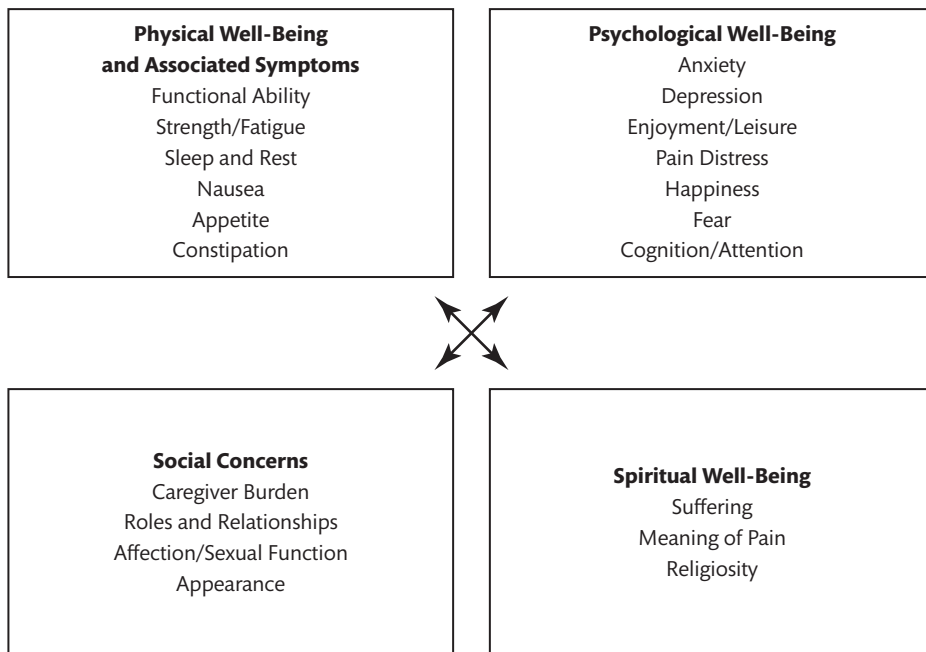 Physical Well-Being
and Associated Symptoms
Functional Ability
Strength/Fatigue
Sleep and Rest
Nausea
Appetite
Constipation
Psychological Well-Being
Anxiety
Depression
Enjoyment/Leisure
Pain Distress
Happiness
Fear
Cognition/Attention
Social Concerns
Caregiver Burden
Roles and Relationships
Affection/Sexual Function
Appearance
Spiritual Well-Being
Suffering
Meaning of Pain
Religiosity